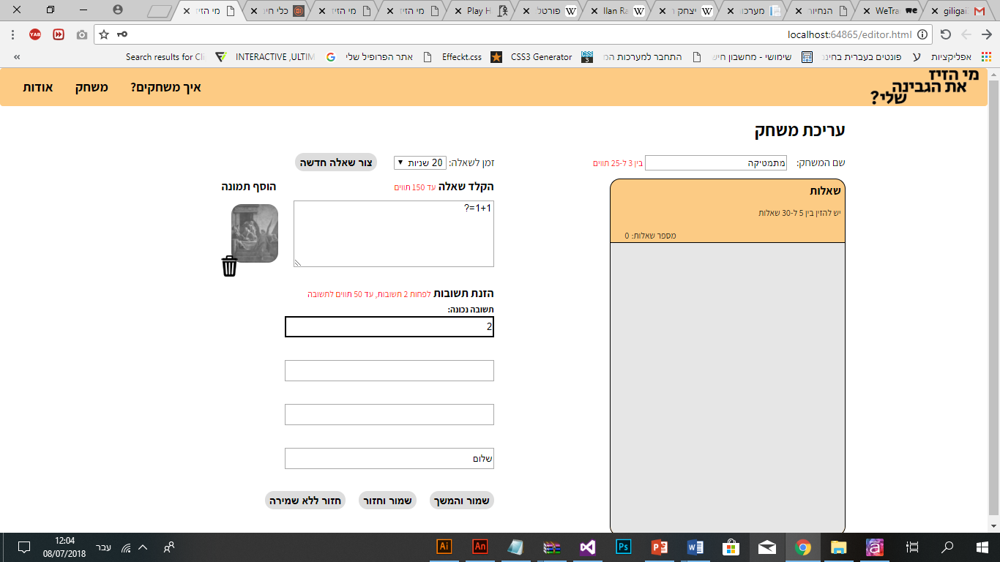 מי הזיז
כלי חינ
מי הזיז
מי הזיז
Play H
פורטל
Ilan Ra
יצחק ר
מערכו
הנחיור
WeTra
giligai
localhost:64865/editor.html
אפליקציות
פונטים בעברית בחינ
שימושי - מחשבון חיש
התחבר למערכות המ
CSS3 Generator
Effeckt.css
אתר הפרופיל שלי
INTERACTIVE ,ULTIM
Search results for Cli
מי הזיז
את הגבינה
שלי?
איך משחקים?
משחק
אודות
עריכת משחק
שם המשחק: מתמטיקה בין 3 ל-25 תווים
זמן לשאלה: 20 שניות
צור שאלה חדשה
שאלות
יש להזין בין 5 ל-30 שאלות
מספר שאלות: 0
הקלד שאלה עד 150 תווים
הוסף תמונה
1+1=?
הזנת תשובות לפחות 2 תשובות, עד 50 תווים לתשובה
תשובה נכונה:
2
שלום
שמור והמשך
שמור וחזור
חזור ללא שמירה
עבר
12:04
08/07/2018